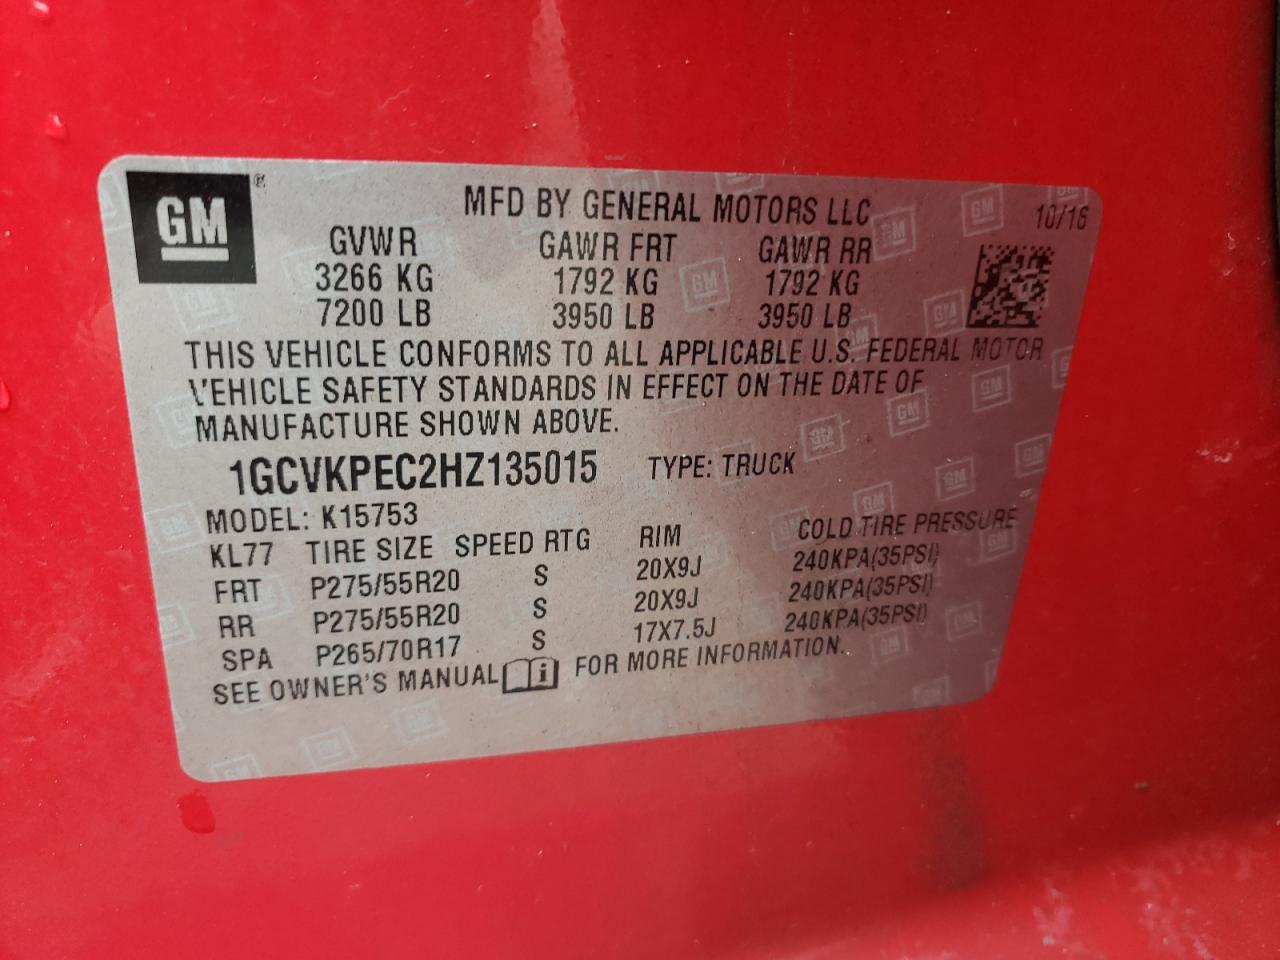 GM
MFD BY GENERAL MOTORS LLC 10/16
GVWR GAWR FRT GAWR RR
3266 KG 1792 KG 1792 KG
7200 LB 3950 LB 3950 LB
THIS VEHICLE CONFORMS TO ALL APPLICABLE U.S. FEDERAL MOTOR
VEHICLE SAFETY STANDARDS IN EFFECT ON THE DATE OF
MANUFACTURE SHOWN ABOVE.
1GCVKPEC2HZ135015 TYPE: TRUCK
MODEL: K15753
KL77 TIRE SIZE SPEED RTG RIM COLD TIRE PRESSURE
FRT P275/55R20 S 20X9J 240KPA(35PSI)
RR P275/55R20 S 20X9J 240KPA(35PSI)
SPA P265/70R17 S 17X7.5J 240KPA(35PSI)
SEE OWNER'S MANUAL i FOR MORE INFORMATION.